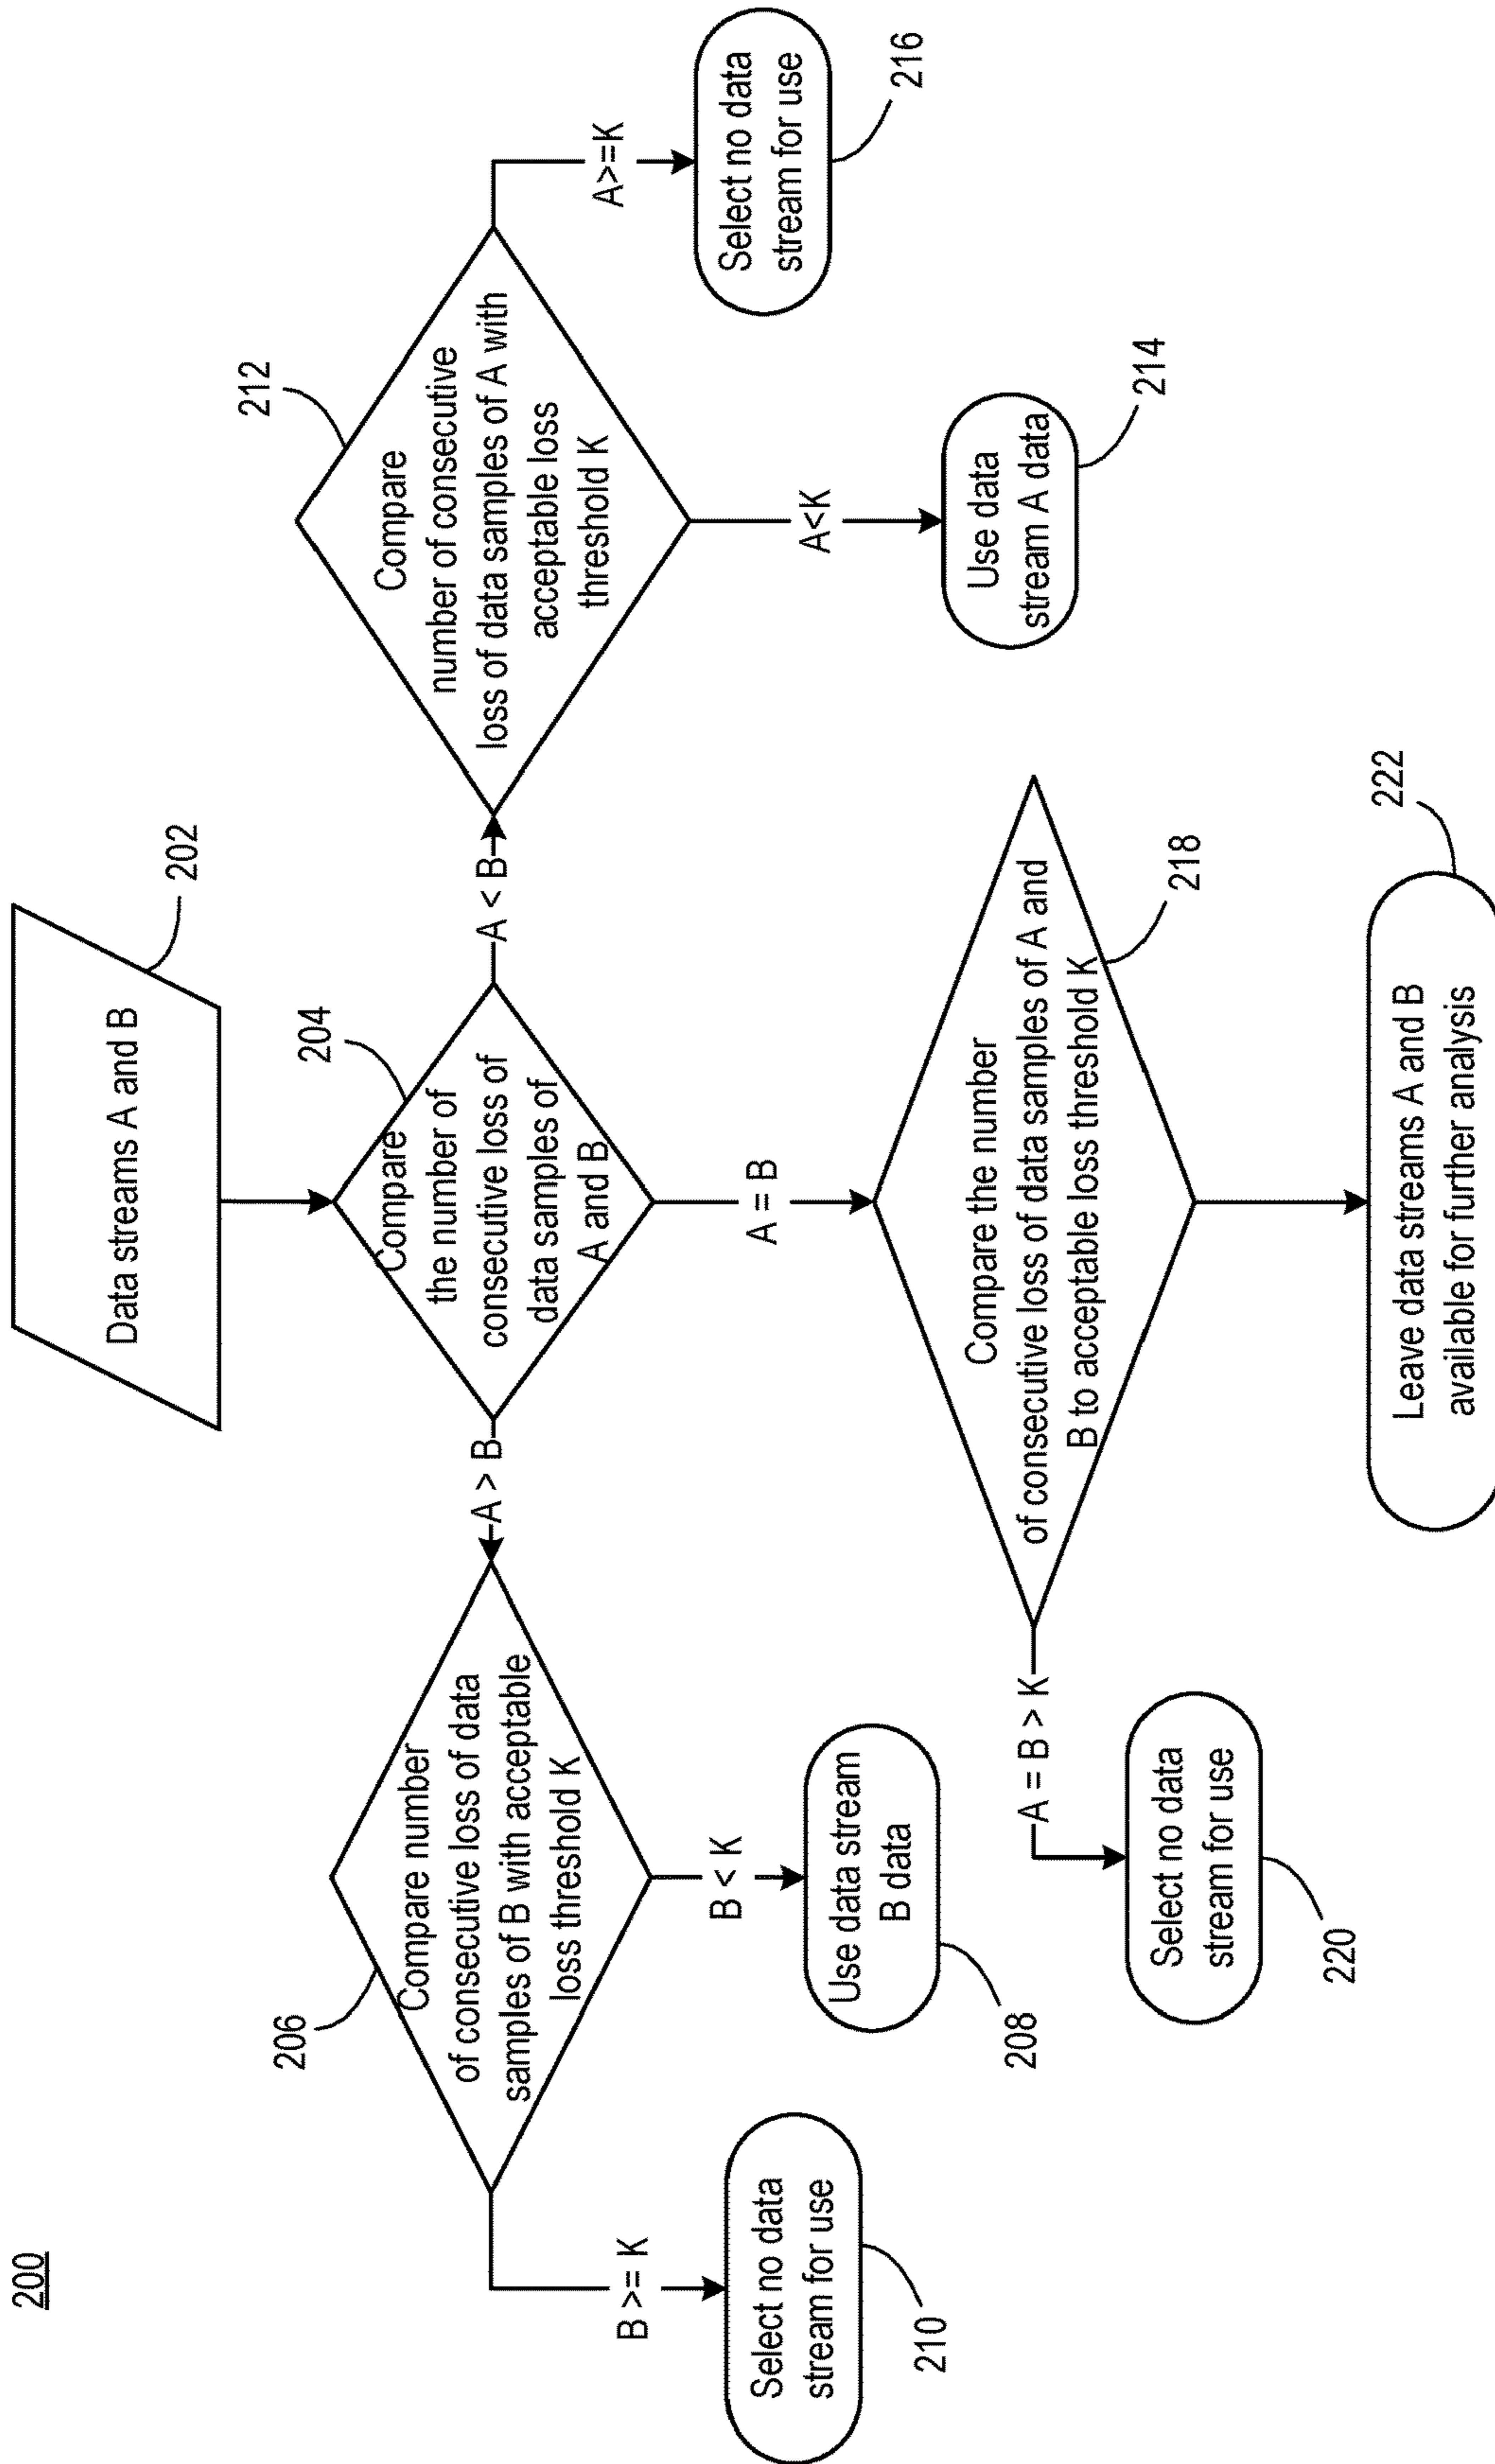 200
Data streams A and B
202
204
Compare
the number of
consecutive loss of
data samples of
A and B
A > B
A < B
A = B
206
Compare number
of consecutive loss of data
samples of B with acceptable
loss threshold K
B >= K
B < K
Select no data
stream for use
210
Use data stream
B data
208
212
Compare
number of consecutive
loss of data samples of A with
acceptable loss
threshold K
A>=K
A<K
Select no data
stream for use
216
Use data
stream A data
214
Compare the number
of consecutive loss of data samples of A and
B to acceptable loss threshold K
218
A = B > K
Select no data
stream for use
220
Leave data streams A and B
available for further analysis
222